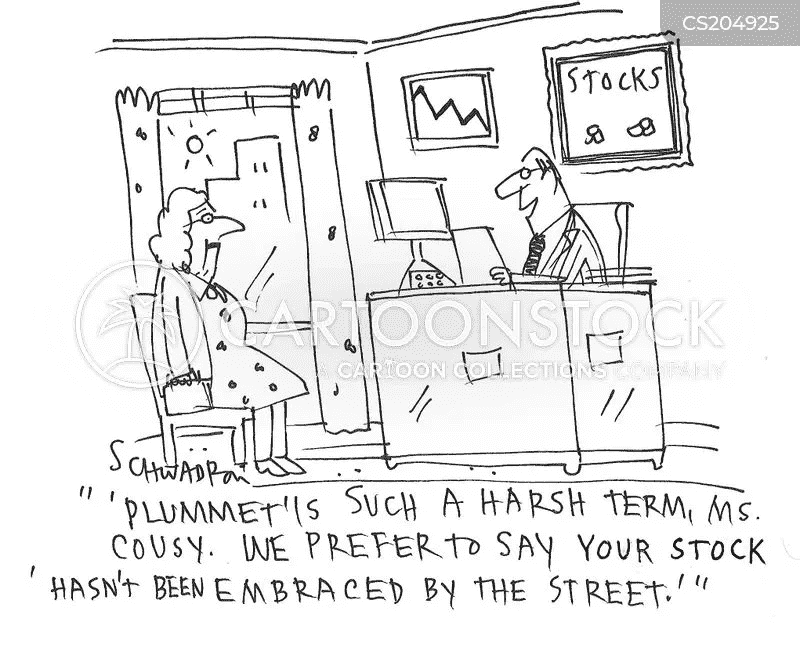 CS204925
STOCKS
CARTOONSTOCK
A CARTOON COLLECTIONS COMPANY
SCHWADRON
"'PLUMMET' IS SUCH A HARSH TERM, MS.
COUSY. WE PREFER TO SAY YOUR STOCK
'HASN'T BEEN EMBRACED BY THE STREET.'"